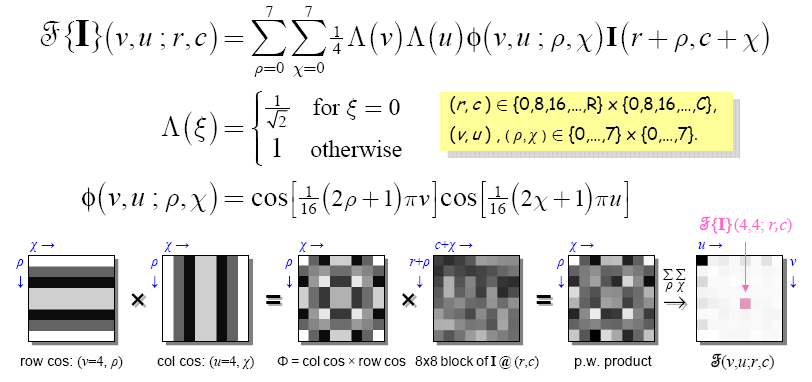 ℱ{I}(v,u ; r,c) = ∑_{ρ=0}^{7} ∑_{χ=0}^{7} 1/4 Λ(v)Λ(u)ϕ(v,u ; ρ,χ)I(r+ρ,c+χ)
Λ(ξ) = { 1/√2 for ξ = 0
1 otherwise
(r,c) ∈ {0,8,16,...,R} x {0,8,16,...,C},
(v,u) , (ρ,χ) ∈ {0,...,7} x {0,...,7}.
ϕ(v,u ; ρ,χ) = cos[1/16(2ρ+1)πv]cos[1/16(2χ+1)πu]
ℱ{I}(4,4; r,c)
χ → χ → χ → c+χ → χ → u →
ρ ↓ ρ ↓ ρ ↓ r+ρ ↓ ρ ↓ v ↓
× = × = ∑ρ ∑χ →
row cos: (v=4, ρ) col cos: (u=4, χ) Φ = col cos × row cos 8x8 block of I @ (r,c) p.w. product ℱ(v,u;r,c)